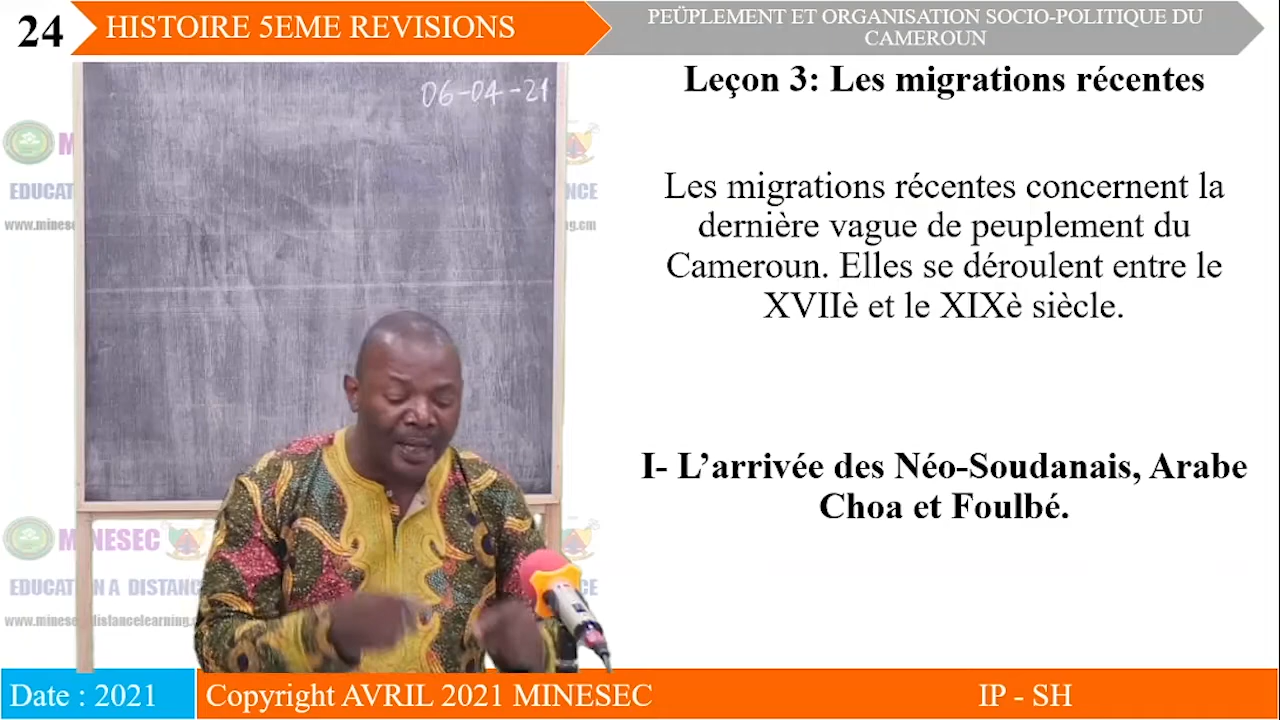 24
HISTOIRE 5EME REVISIONS
PEÜPLEMENT ET ORGANISATION SOCIO-POLITIQUE DU
CAMEROUN
06-04-21
Leçon 3: Les migrations récentes
Les migrations récentes concernent la
dernière vague de peuplement du
Cameroun. Elles se déroulent entre le
XVIIè et le XIXè siècle.
I- L’arrivée des Néo-Soudanais, Arabe
Choa et Foulbé.
MINESEC
EDUCATION A DISTANCE
Date : 2021
Copyright AVRIL 2021 MINESEC
IP - SH